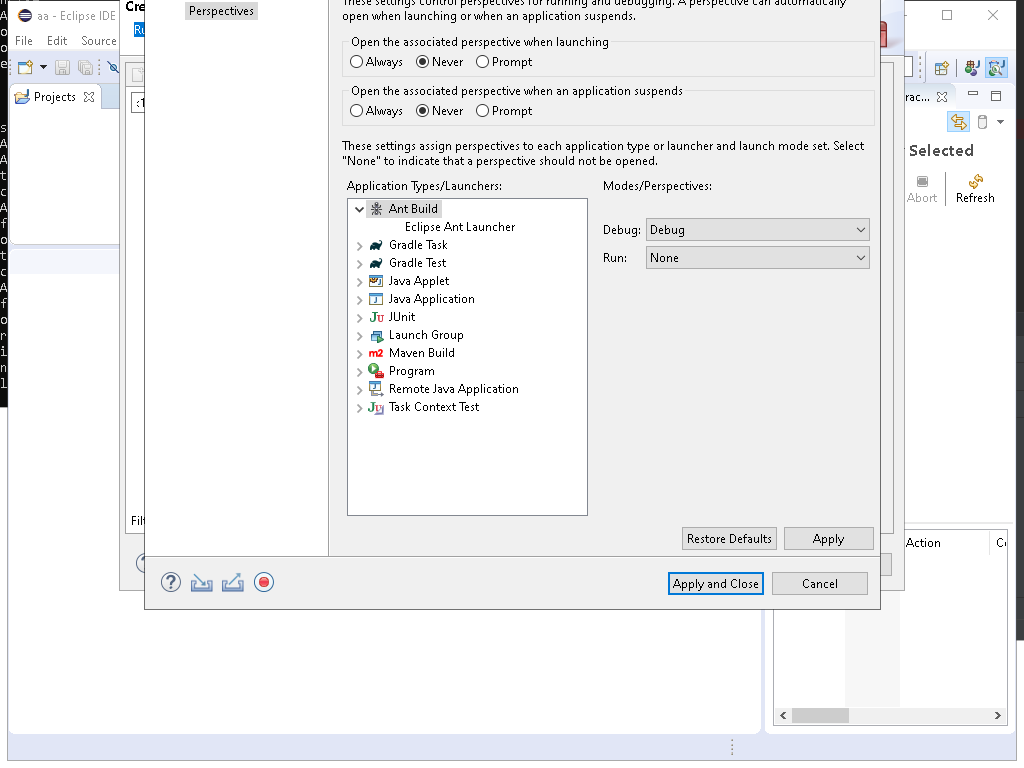 aa - Eclipse IDE
File Edit Source
Projects
Perspectives
These settings control perspectives for running and debugging. A perspective can automatically
open when launching or when an application suspends.
Open the associated perspective when launching
Always Never Prompt
Open the associated perspective when an application suspends
Always Never Prompt
These settings assign perspectives to each application type or launcher and launch mode set. Select
"None" to indicate that a perspective should not be opened.
Application Types/Launchers:
Modes/Perspectives:
Ant Build
Eclipse Ant Launcher
Gradle Task
Gradle Test
Java Applet
Java Application
JUnit
Launch Group
Maven Build
Program
Remote Java Application
Task Context Test
Debug: Debug
Run: None
Restore Defaults Apply
Apply and Close Cancel
Selected
Abort Refresh
Action